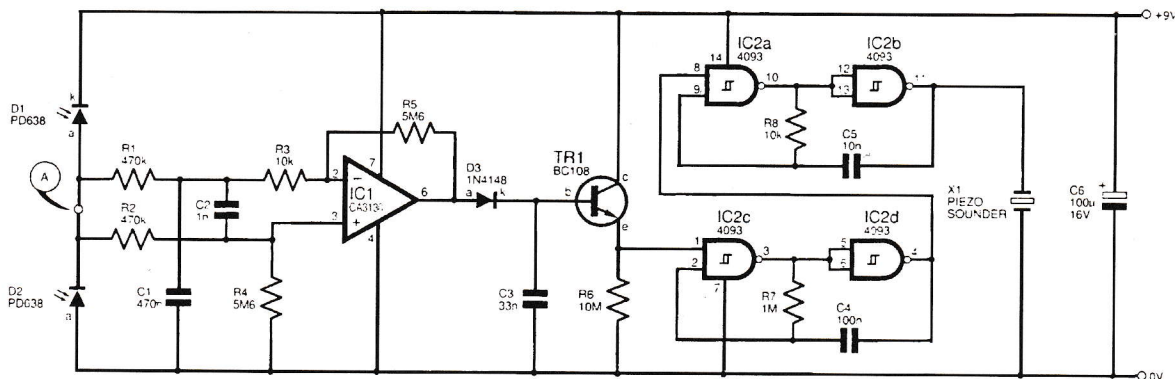 +9V
IC2a
4093
IC2b
4093
14
8
9
10
12
13
11
k
D1
PD638
a
R8
10k
C5
10n
R5
5M6
A
R1
470k
R3
10k
7
2
−
IC1
CA3130
6
3
+
4
D3
1N4148
a
k
TR1
BC108
b
c
e
X1
PIEZO
SOUNDER
+
C6
100u
16V
R2
470k
C2
1n
IC2c
4093
IC2d
4093
1
2
3
7
5
6
4
k
D2
PD638
a
C1
470n
R4
5M6
C3
33n
R6
10M
R7
1M
C4
100n
0V